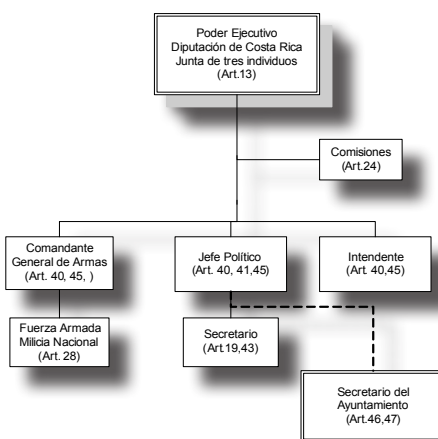 Poder Ejecutivo
Diputación de Costa Rica
Junta de tres individuos
(Art.13)
Comisiones
(Art.24)
Comandante
General de Armas
(Art. 40, 45, )
Jefe Político
(Art. 40, 41,45)
Intendente
(Art. 40,45)
Fuerza Armada
Milicia Nacional
(Art. 28)
Secretario
(Art.19,43)
Secretario del
Ayuntamiento
(Art.46,47)